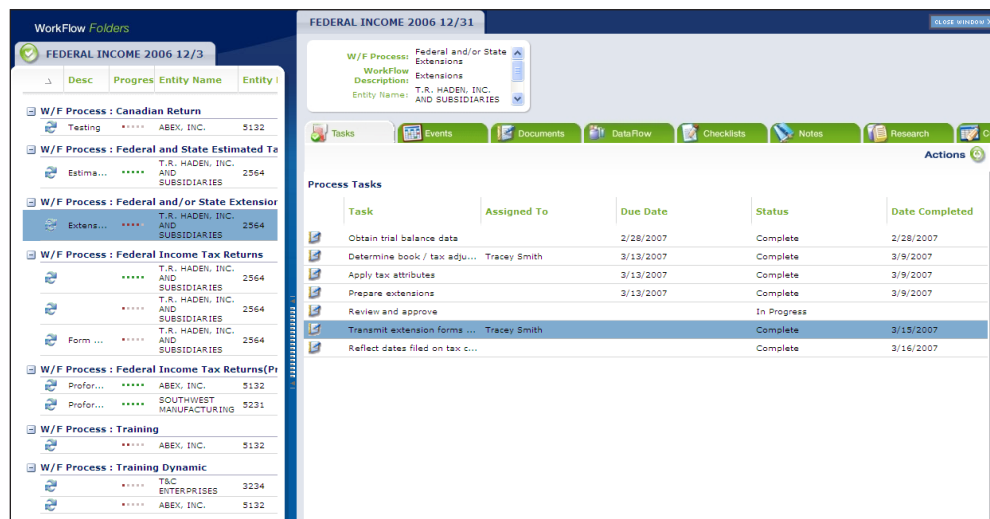 WorkFlow Folders
FEDERAL INCOME 2006 12/3
Desc Progres Entity Name Entity
W/F Process : Canadian Return
Testing ABEX, INC. 5132
W/F Process : Federal and State Estimated Ta
Estima... T.R. HADEN, INC. AND SUBSIDIARIES 2564
W/F Process : Federal and/or State Extension
Extens... T.R. HADEN, INC. AND SUBSIDIARIES 2564
W/F Process : Federal Income Tax Returns
T.R. HADEN, INC. AND SUBSIDIARIES 2564
T.R. HADEN, INC. AND SUBSIDIARIES 2564
Form ... T.R. HADEN, INC. AND SUBSIDIARIES 2564
W/F Process : Federal Income Tax Returns(Pr
Profor... ABEX, INC. 5132
Profor... SOUTHWEST MANUFACTURING 5231
W/F Process : Training
ABEX, INC. 5132
W/F Process : Training Dynamic
T&C ENTERPRISES 3234
ABEX, INC. 5132
FEDERAL INCOME 2006 12/31
CLOSE WINDOW X
W/F Process: Federal and/or State Extensions
WorkFlow Description: Extensions
Entity Name: T.R. HADEN, INC. AND SUBSIDIARIES
Tasks Events Documents DataFlow Checklists Notes Research C
Actions
Process Tasks
Task Assigned To Due Date Status Date Completed
Obtain trial balance data 2/28/2007 Complete 2/28/2007
Determine book / tax adju... Tracey Smith 3/13/2007 Complete 3/9/2007
Apply tax attributes 3/13/2007 Complete 3/9/2007
Prepare extensions 3/13/2007 Complete 3/9/2007
Review and approve In Progress
Transmit extension forms ... Tracey Smith Complete 3/15/2007
Reflect dates filed on tax c... Complete 3/16/2007